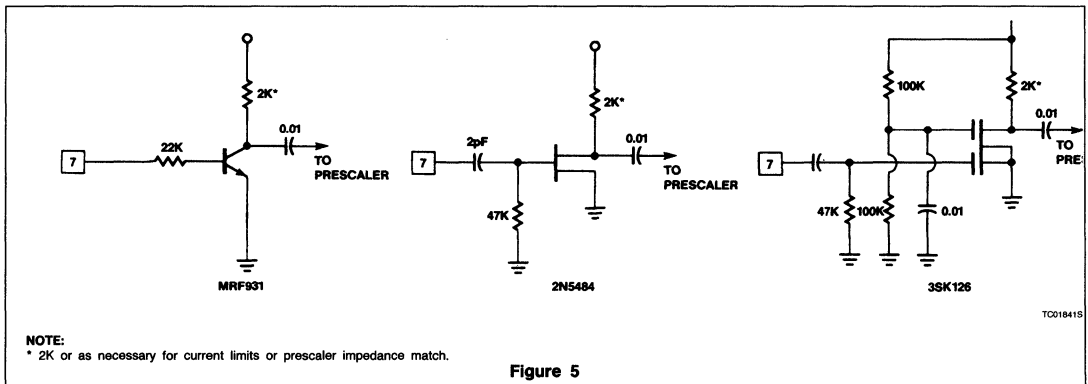 2K*
0.01
22K
7
TO
PRESCALER
MRF931
2K*
2pF
0.01
7
TO
PRESCALER
47K
2N5484
100K
2K*
0.01
7
TO
PRES
47K
100K
0.01
3SK126
TC01841S
NOTE:
* 2K or as necessary for current limits or prescaler impedance match.
Figure 5